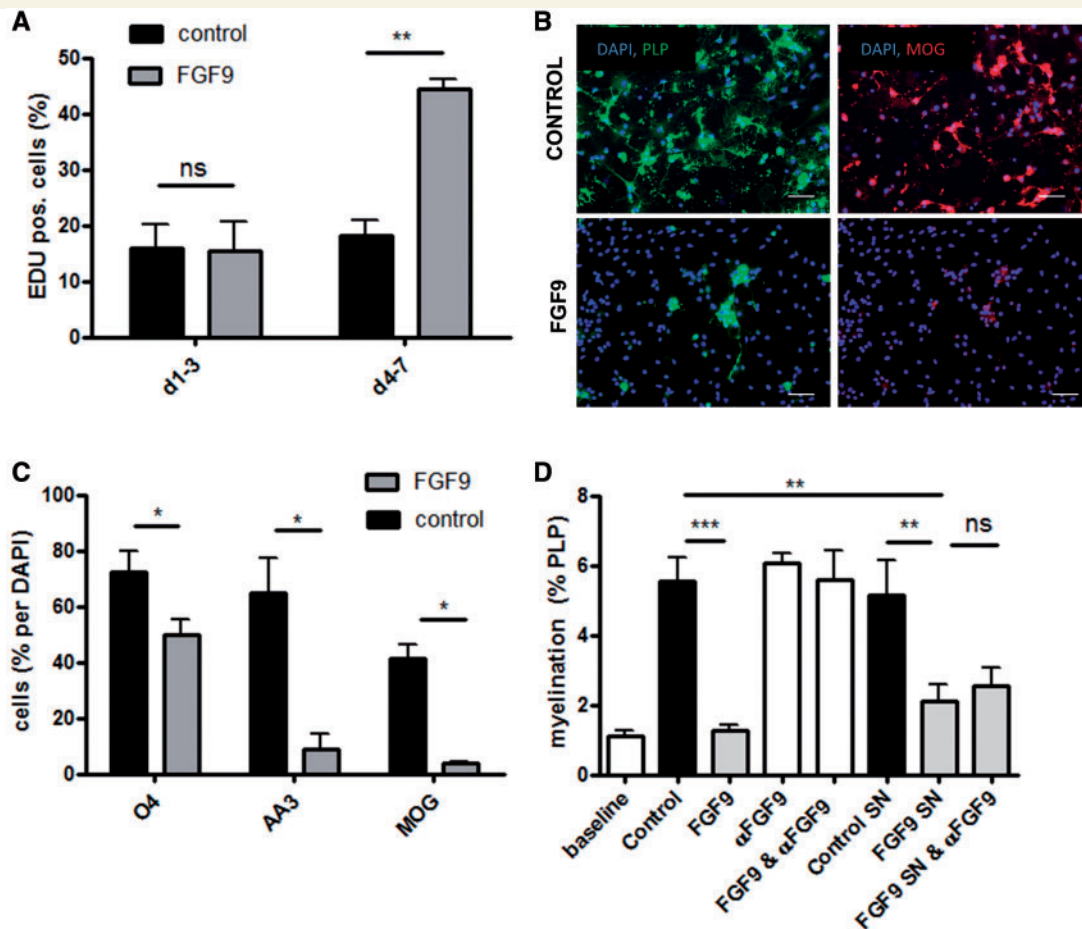 A
control
FGF9
**
ns
EDU pos. cells (%)
50
40
30
20
10
0
d1-3
d4-7
B
DAPI, PLP
DAPI, MOG
CONTROL
FGF9
C
FGF9
control
*
*
*
cells (% per DAPI)
100
80
60
40
20
0
O4
AA3
MOG
D
**
***
**
ns
myelination (% PLP)
8
6
4
2
0
baseline
Control
FGF9
αFGF9
FGF9 & αFGF9
Control SN
FGF9 SN
FGF9 SN & αFGF9